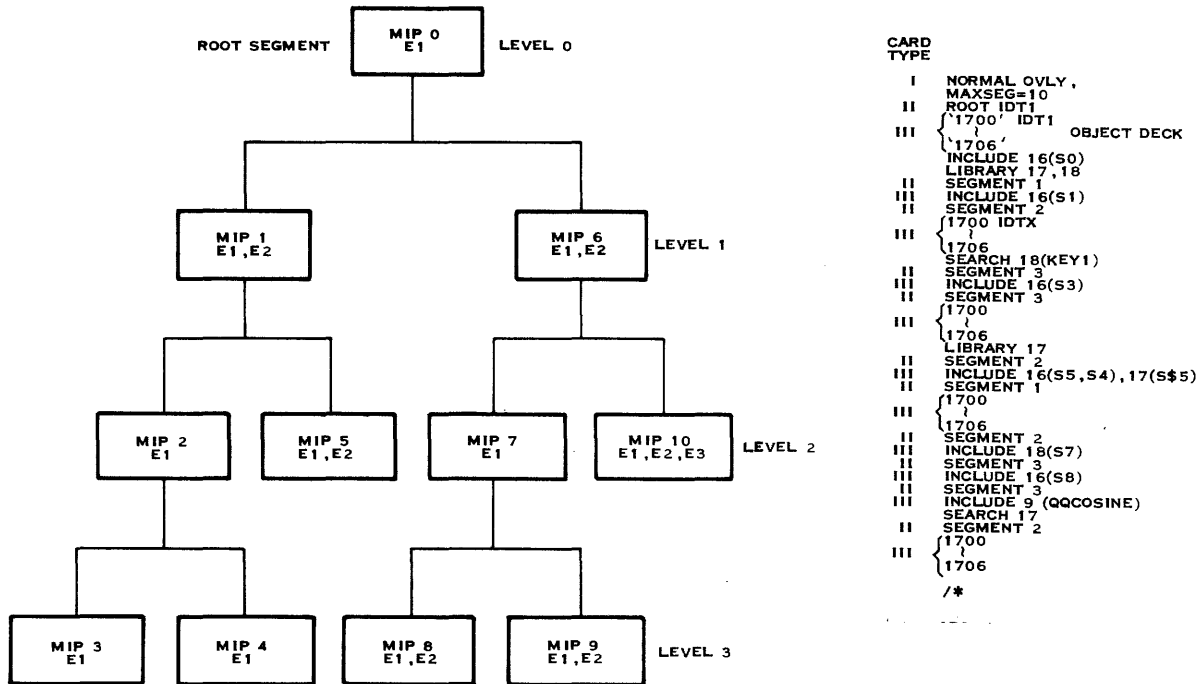 ROOT SEGMENT
MIP 0
E1
LEVEL 0
MIP 1
E1,E2
MIP 6
E1,E2
LEVEL 1
MIP 2
E1
MIP 5
E1,E2
MIP 7
E1
MIP 10
E1,E2,E3
LEVEL 2
MIP 3
E1
MIP 4
E1
MIP 8
E1,E2
MIP 9
E1,E2
LEVEL 3
CARD
TYPE
I NORMAL OVLY,
MAXSEG=10
II ROOT IDT1
'1700' IDT1
III OBJECT DECK
'1706'
INCLUDE 16(S0)
LIBRARY 17,18
II SEGMENT 1
III INCLUDE 16(S1)
II SEGMENT 2
1700 IDTX
III
1706
SEARCH 18(KEY1)
II SEGMENT 3
III INCLUDE 16(S3)
II SEGMENT 3
1700
III
1706
LIBRARY 17
II SEGMENT 2
III INCLUDE 16(S5,S4),17(S$5)
II SEGMENT 1
1700
III
1706
II SEGMENT 2
III INCLUDE 18(S7)
II SEGMENT 3
III INCLUDE 16(S8)
II SEGMENT 3
III INCLUDE 9 (QQCOSINE)
SEARCH 17
II SEGMENT 2
1700
III
1706
/*